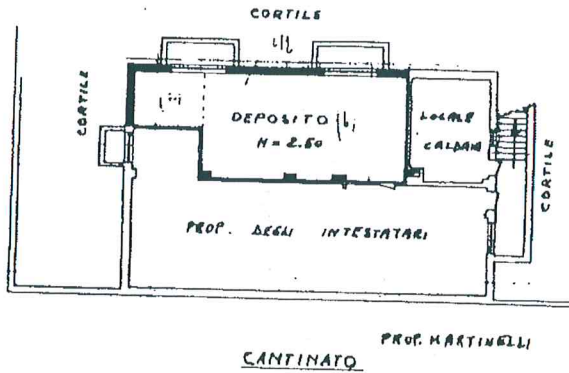 CORTILE
CORTILE
DEPOSITO
H = 2.50
LOCALE
CALDAIA
CORTILE
PROP. DEGLI INTESTATARI
PROP. MARTINELLI
CANTINATO